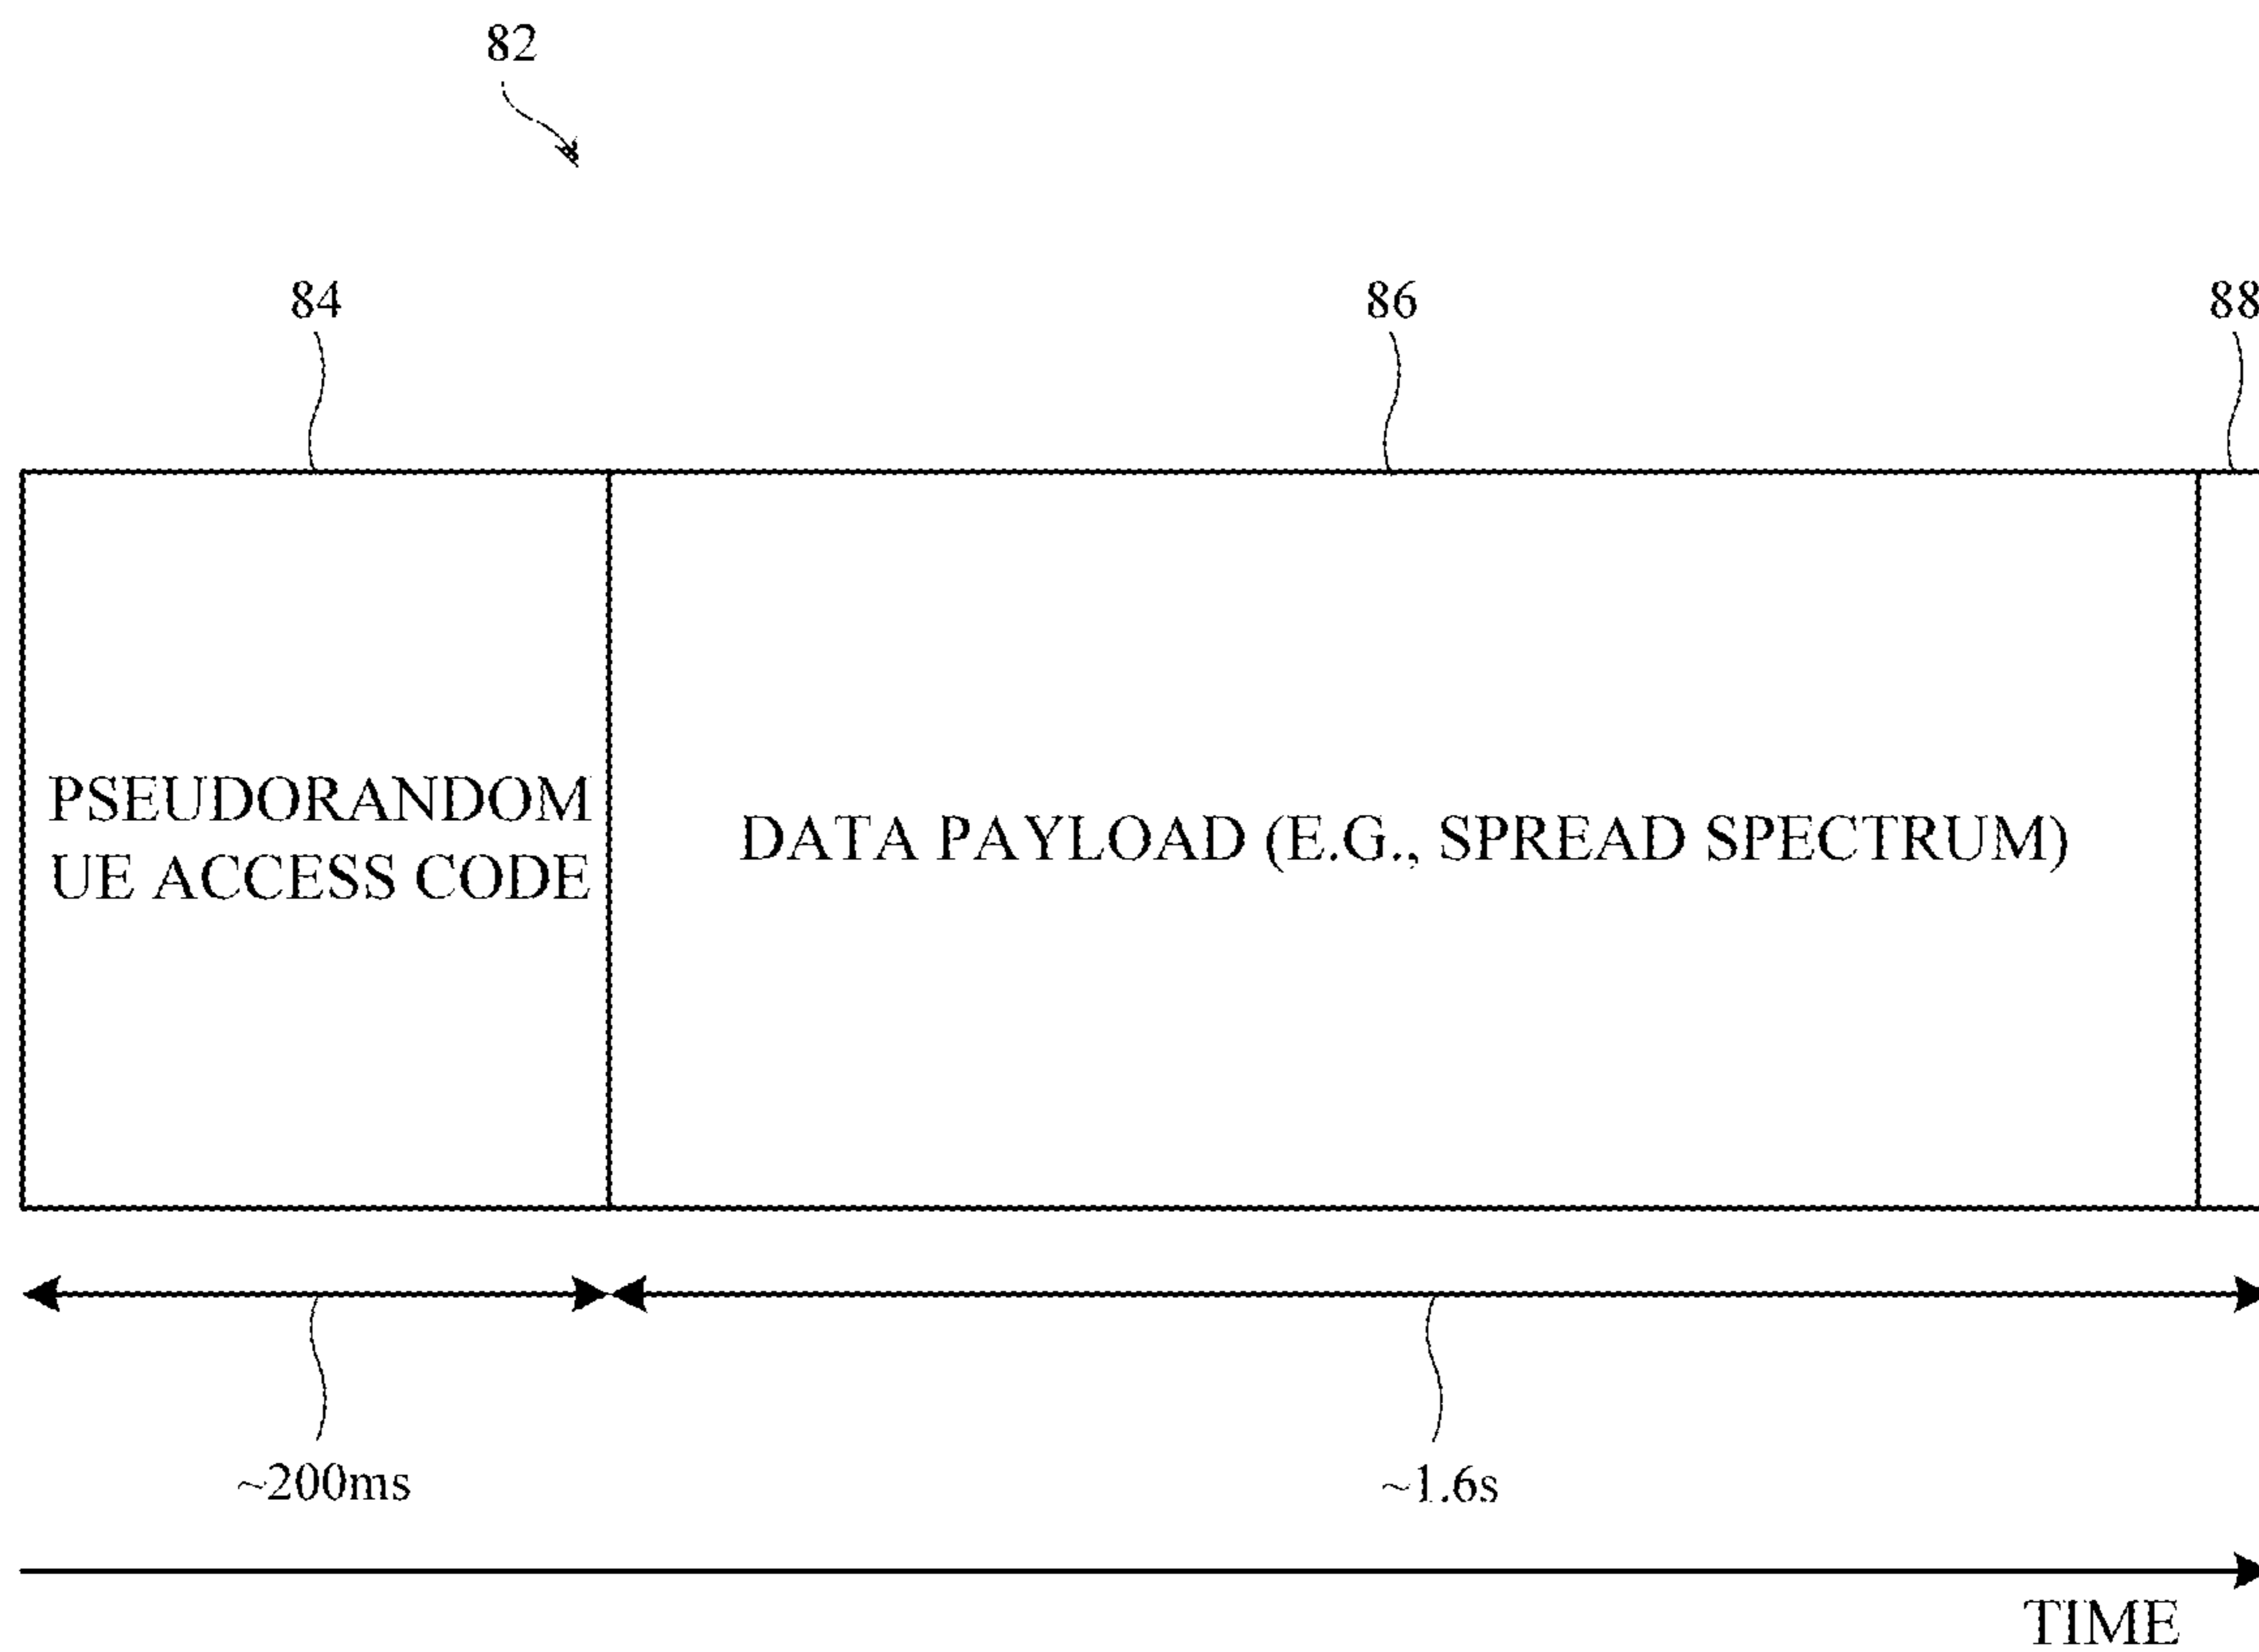 82
84
86
88
PSEUDORANDOM
UE ACCESS CODE
DATA PAYLOAD (E.G., SPREAD SPECTRUM)
~200ms
~1.6s
TIME